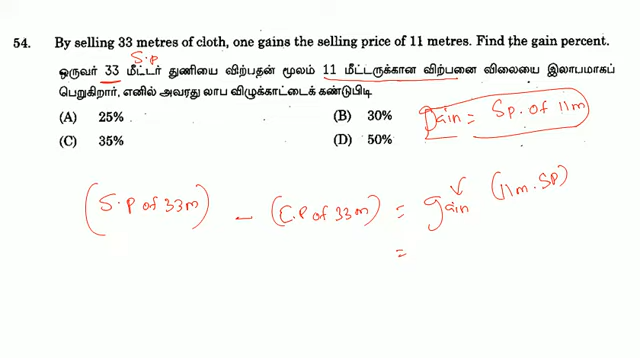 54. By selling 33 metres of cloth, one gains the selling price of 11 metres. Find the gain percent.
S.P
ஒருவர் 33 மீட்டர் துணியை விற்பதன் மூலம் 11 மீட்டருக்கான விற்பனை விலையை இலாபமாகப்
பெறுகிறார், எனில் அவரது லாப விழுக்காட்டைக் கண்டுபிடி
(A) 25% (B) 30%
gain = SP. of 11m
(C) 35% (D) 50%
(S.P of 33m) - (C.P of 33m) = gain (11m. SP)
=